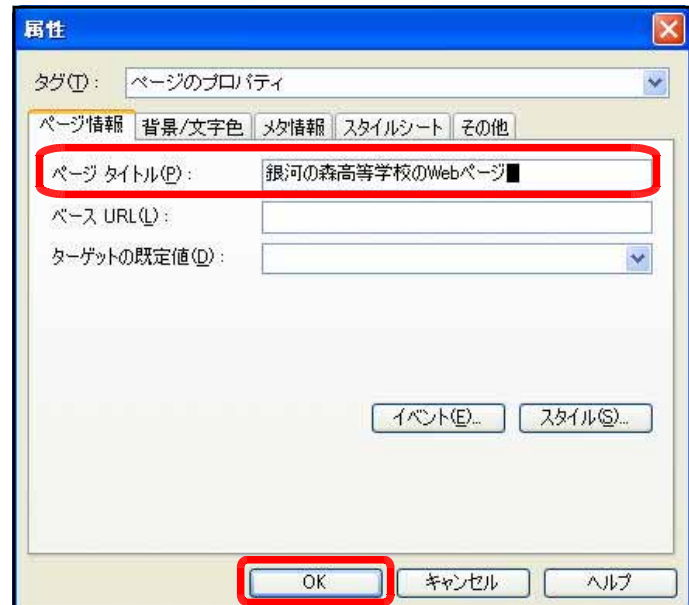 属性
タグ(T)： ページのプロパティ
ページ情報 背景/文字色 メタ情報 スタイルシート その他
ページ タイトル(P)： 銀河の森高等学校のWebページ
ベース URL(L)：
ターゲットの既定値(D)：
イベント(E)... スタイル(S)...
OK キャンセル ヘルプ